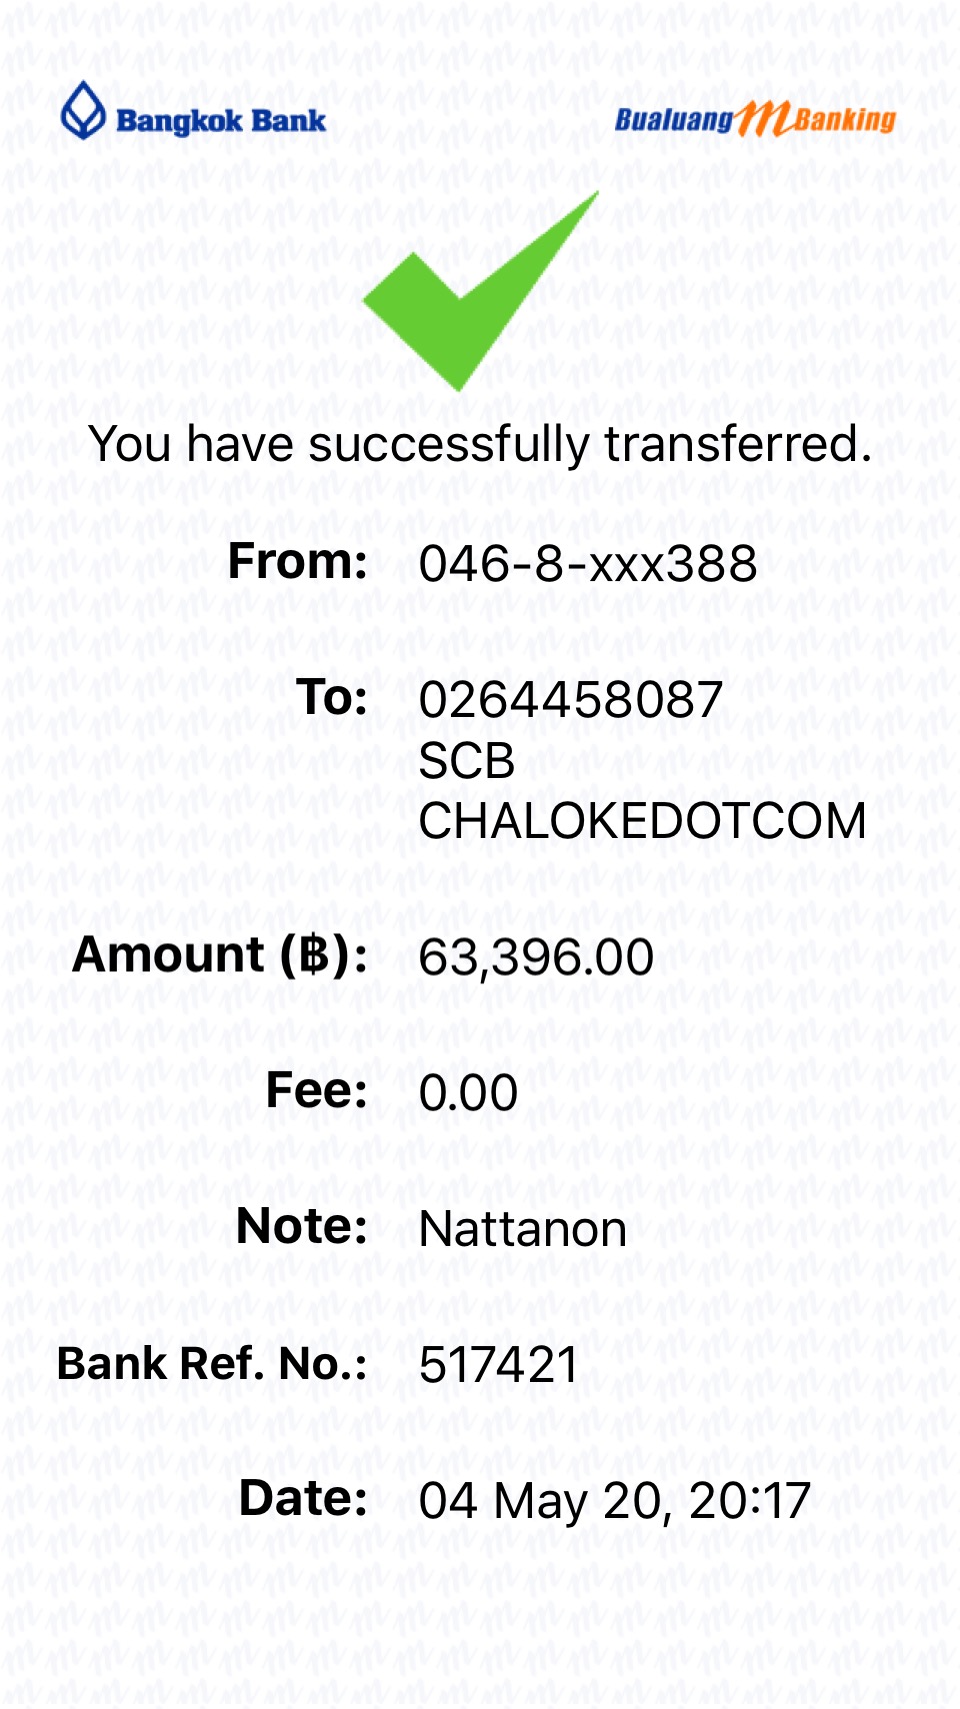 Bangkok Bank
Bualuang mBanking
You have successfully transferred.
From: 046-8-xxx388
To: 0264458087
SCB
CHALOKEDOTCOM
Amount (฿): 63,396.00
Fee: 0.00
Note: Nattanon
Bank Ref. No.: 517421
Date: 04 May 20, 20:17